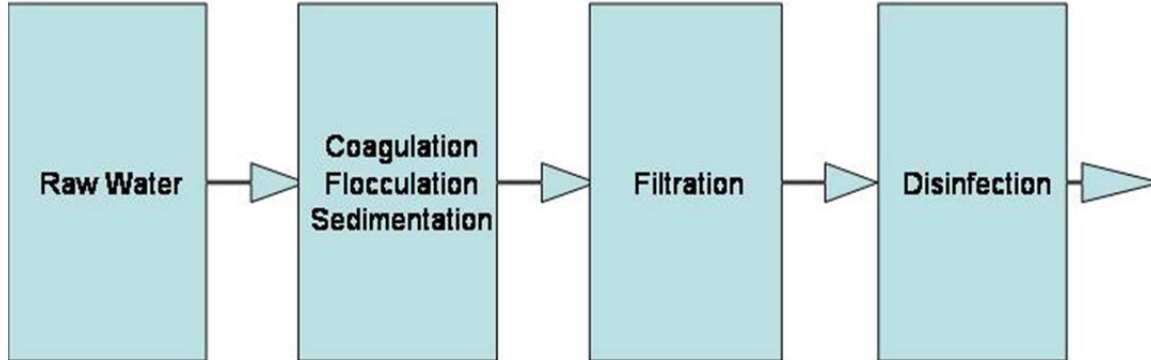 Raw Water
Coagulation
Flocculation
Sedimentation
Filtration
Disinfection